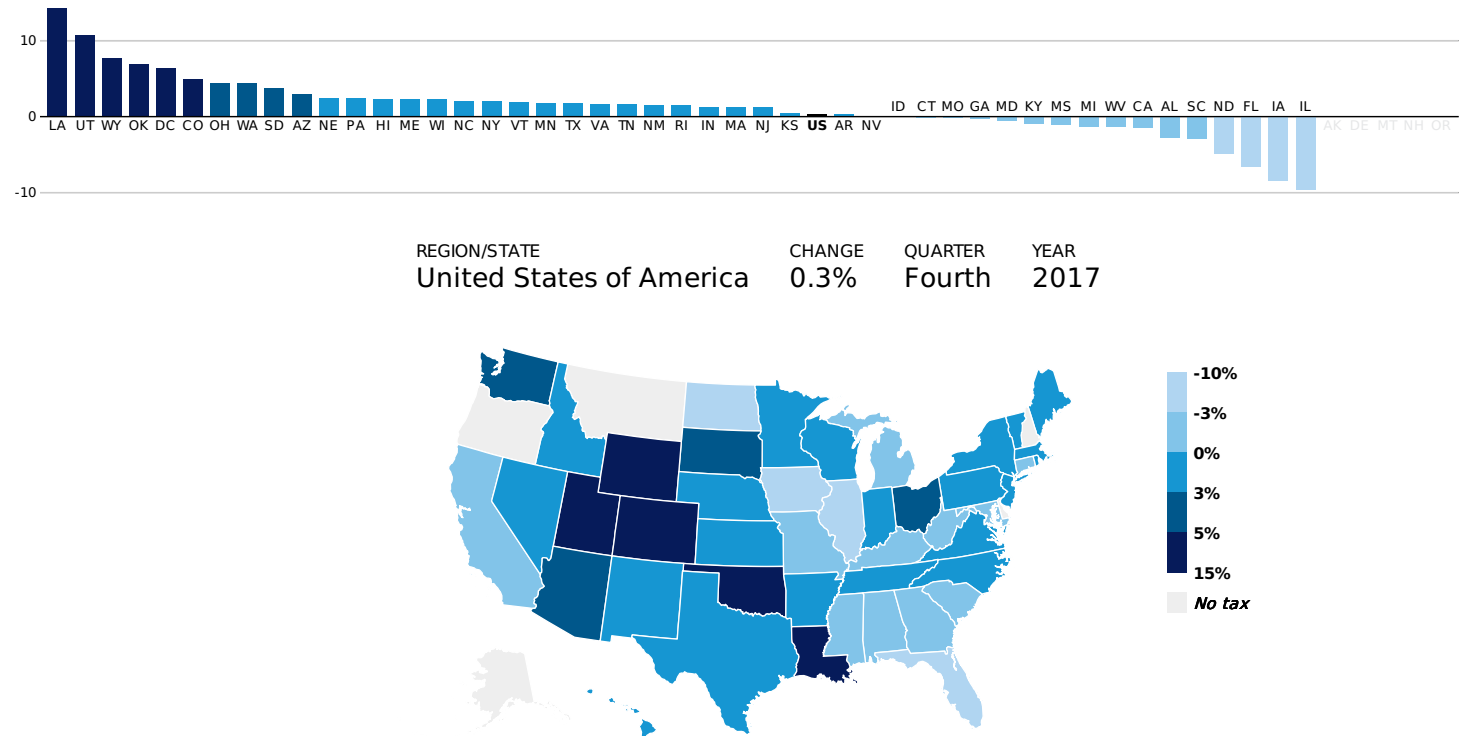 10
0
ID CT MO GA MD KY MS MI WV CA AL SC ND FL IA IL
LA UT WY OK DC CO OH WA SD AZ NE PA HI ME WI NC NY VT MN TX VA TN NM RI IN MA NJ KS US AR NV
AK DE MT NH OR
-10
REGION/STATE CHANGE QUARTER YEAR
United States of America 0.3% Fourth 2017
-10%
-3%
0%
3%
5%
15%
No tax